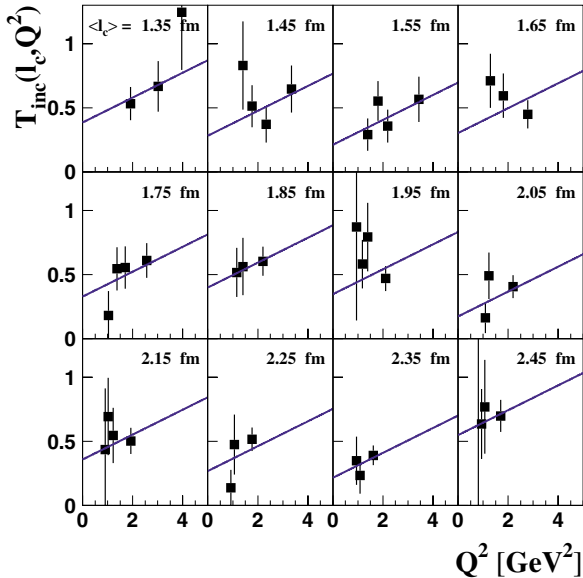 T_inc(l_c,Q^2)
<l_c> = 1.35 fm
1.45 fm
1.55 fm
1.65 fm
1
0.5
0
1.75 fm
1.85 fm
1.95 fm
2.05 fm
1
0.5
0
2.15 fm
2.25 fm
2.35 fm
2.45 fm
1
0.5
0
0 2 4 0 2 4 0 2 4 0 2 4
Q^2 [GeV^2]